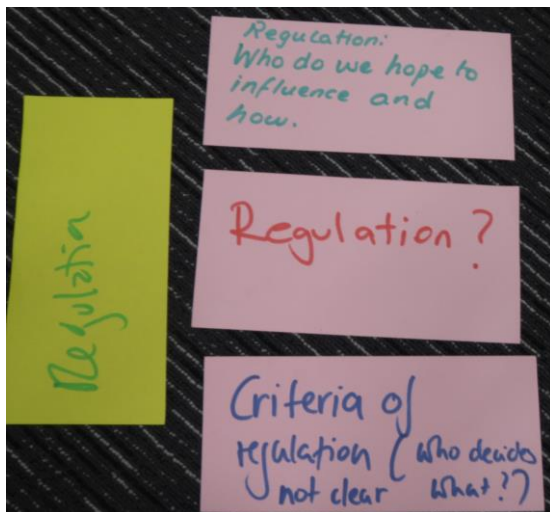 Regulation
Regulation:
Who do we hope to
influence and
how.
Regulation?
Criteria of
regulation (who decides
not clear what?)